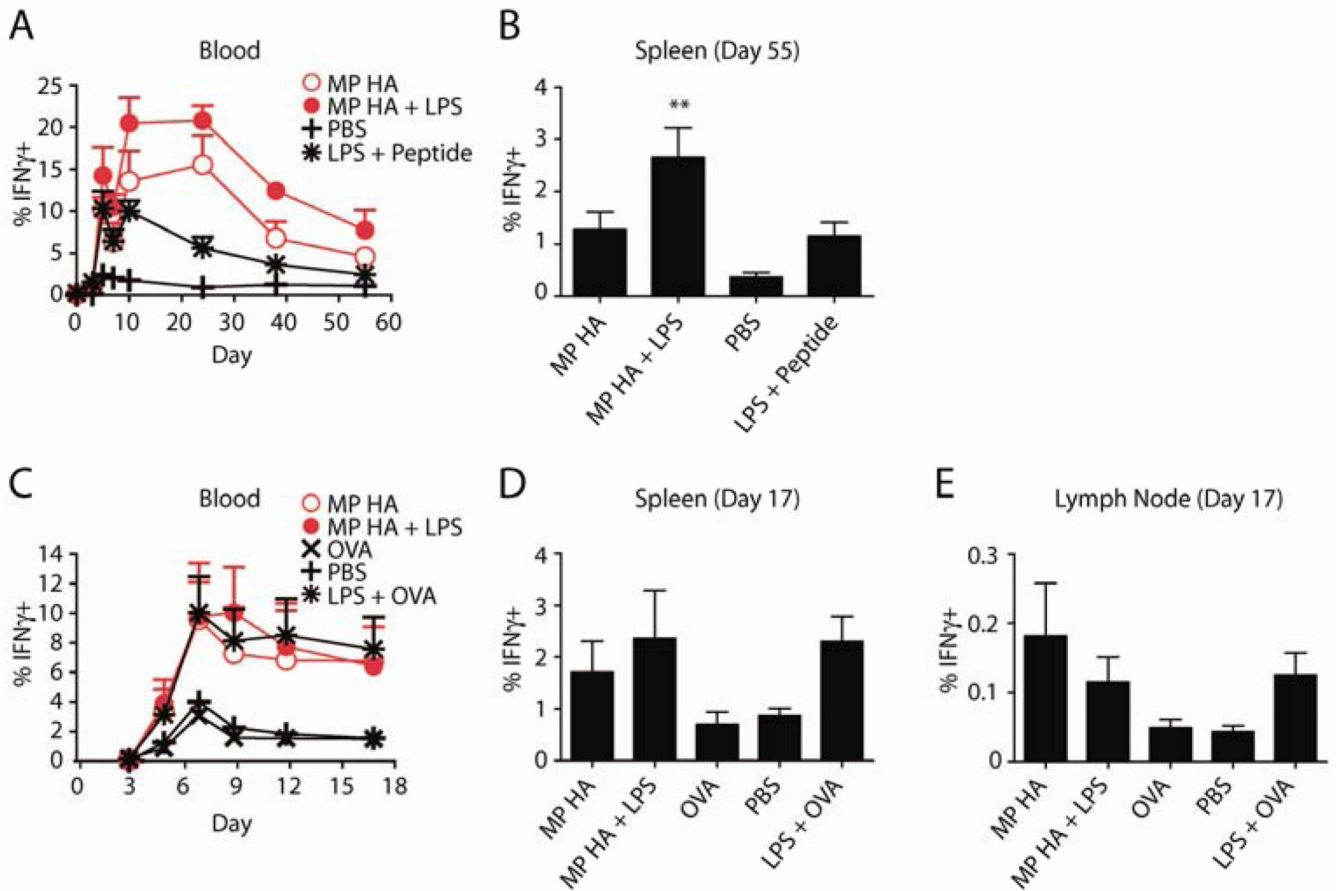 A
Blood
MP HA
MP HA + LPS
PBS
LPS + Peptide
% IFNγ+
25
20
15
10
5
0
0 10 20 30 40 50 60
Day
B
Spleen (Day 55)
% IFNγ+
4
3
2
1
0
**
MP HA
MP HA + LPS
PBS
LPS + Peptide
C
Blood
MP HA
MP HA + LPS
OVA
PBS
LPS + OVA
% IFNγ+
14
12
10
8
6
4
2
0
0 3 6 9 12 15 18
Day
D
Spleen (Day 17)
% IFNγ+
4
3
2
1
0
MP HA
MP HA + LPS
OVA
PBS
LPS + OVA
E
Lymph Node (Day 17)
% IFNγ+
0.3
0.2
0.1
0
MP HA
MP HA + LPS
OVA
PBS
LPS + OVA